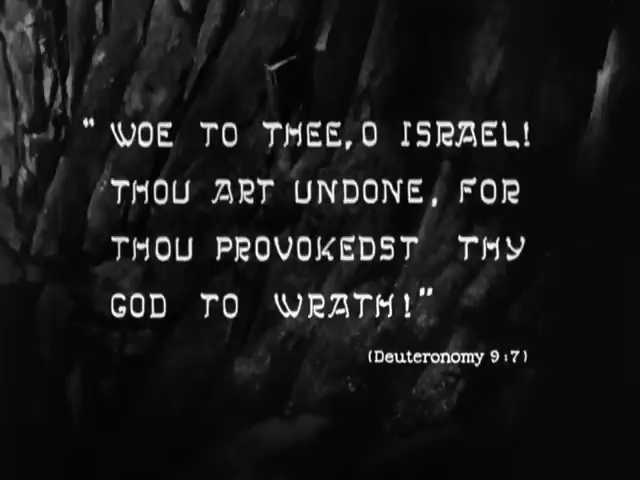 " WOE TO THEE, O ISRAEL!
THOU ART UNDONE, FOR
THOU PROVOKEDST THY
GOD TO WRATH!"
(Deuteronomy 9:7)